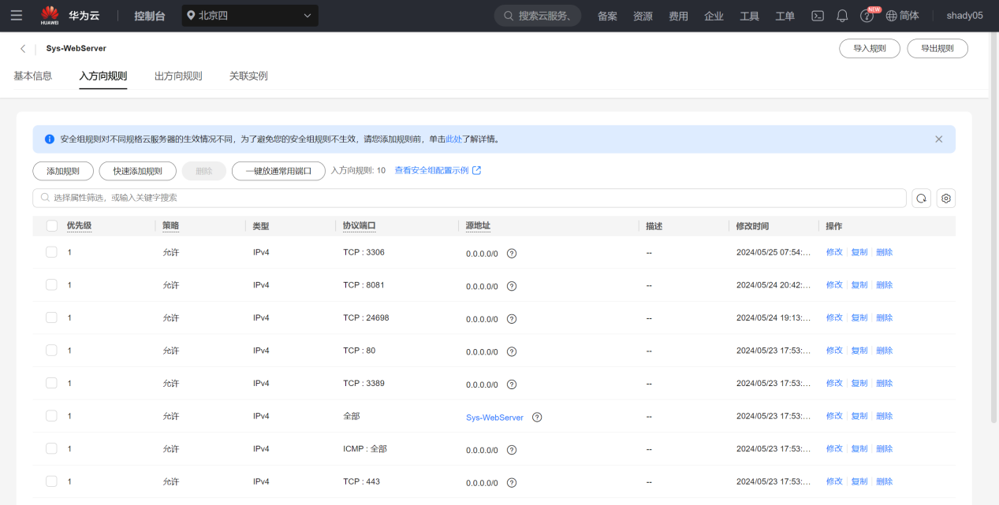 HUAWEI 华为云 控制台 北京四 搜索云服务、 备案 资源 费用 企业 工具 工单 NEW 简体 shady05
Sys-WebServer 导入规则 导出规则
基本信息 入方向规则 出方向规则 关联实例
安全组规则对不同规格云服务器的生效情况不同，为了避免您的安全组规则不生效，请您添加规则前，单击此处了解详情。
添加规则 快速添加规则 删除 一键放通常用端口 入方向规则: 10 查看安全组配置示例
选择属性筛选，或输入关键字搜索
优先级 策略 类型 协议端口 源地址 描述 修改时间 操作
1 允许 IPv4 TCP : 3306 0.0.0.0/0 -- 2024/05/25 07:54:... 修改 复制 删除
1 允许 IPv4 TCP : 8081 0.0.0.0/0 -- 2024/05/24 20:42:... 修改 复制 删除
1 允许 IPv4 TCP : 24698 0.0.0.0/0 -- 2024/05/24 19:13:... 修改 复制 删除
1 允许 IPv4 TCP : 80 0.0.0.0/0 -- 2024/05/23 17:53:... 修改 复制 删除
1 允许 IPv4 TCP : 3389 0.0.0.0/0 -- 2024/05/23 17:53:... 修改 复制 删除
1 允许 IPv4 全部 Sys-WebServer -- 2024/05/23 17:53:... 修改 复制 删除
1 允许 IPv4 ICMP : 全部 0.0.0.0/0 -- 2024/05/23 17:53:... 修改 复制 删除
1 允许 IPv4 TCP : 443 0.0.0.0/0 -- 2024/05/23 17:53:... 修改 复制 删除